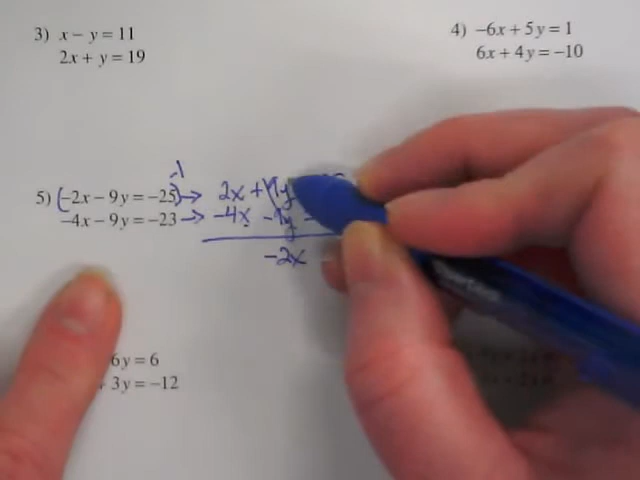 3) x − y = 11
2x + y = 19
4) −6x + 5y = 1
6x + 4y = −10
-1
5) (−2x − 9y = −25) → 2x + 9y
−4x − 9y = −23 → -4x -9y -
-2x
6y = 6
+ 3y = −12